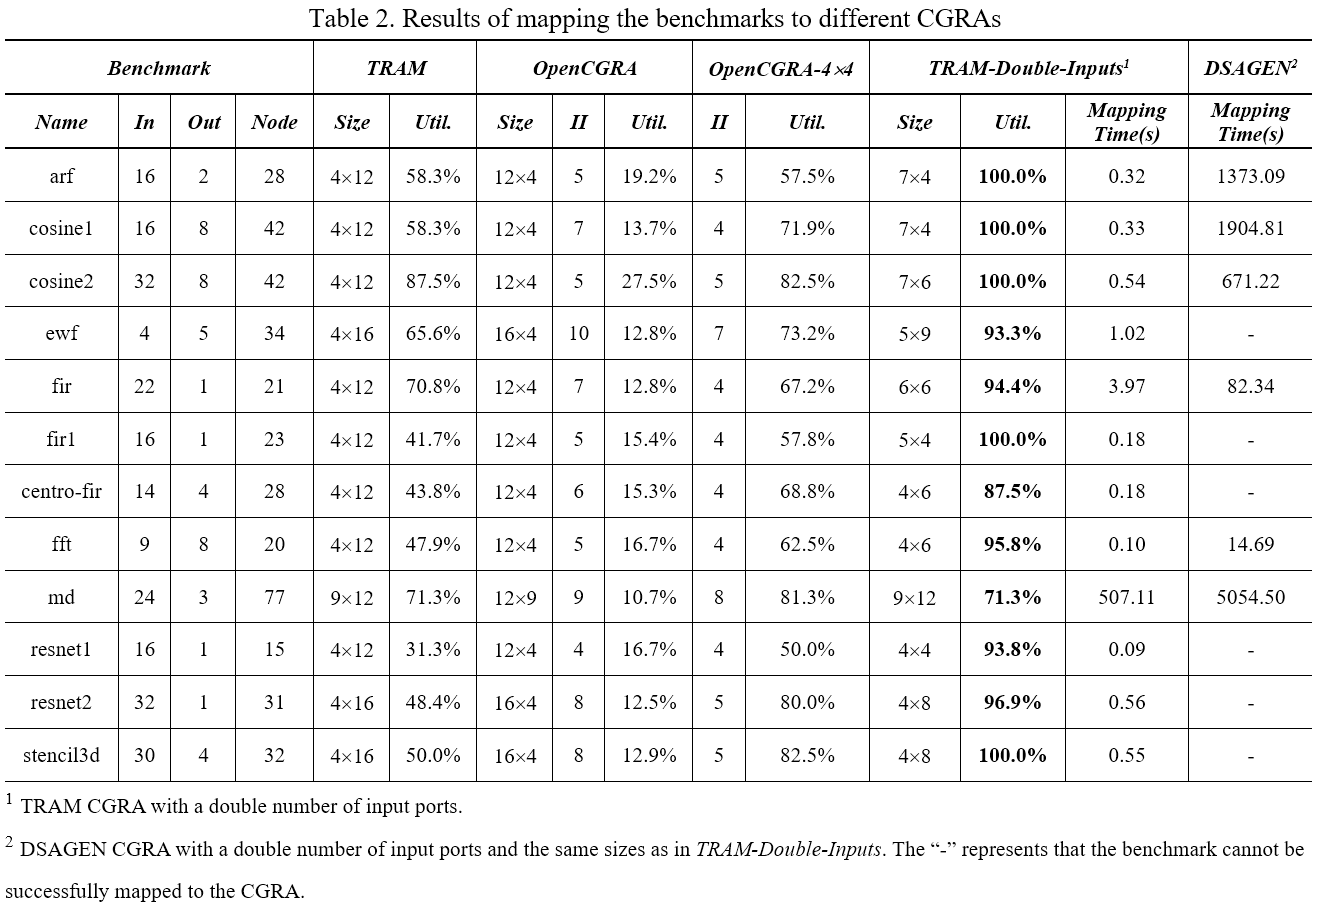 Table 2. Results of mapping the benchmarks to different CGRAs
Benchmark TRAM OpenCGRA OpenCGRA-4×4 TRAM-Double-Inputs1 DSAGEN2
Name In Out Node Size Util. Size II Util. II Util. Size Util. Mapping Time(s) Mapping Time(s)
arf 16 2 28 4×12 58.3% 12×4 5 19.2% 5 57.5% 7×4 100.0% 0.32 1373.09
cosine1 16 8 42 4×12 58.3% 12×4 7 13.7% 4 71.9% 7×4 100.0% 0.33 1904.81
cosine2 32 8 42 4×12 87.5% 12×4 5 27.5% 5 82.5% 7×6 100.0% 0.54 671.22
ewf 4 5 34 4×16 65.6% 16×4 10 12.8% 7 73.2% 5×9 93.3% 1.02 -
fir 22 1 21 4×12 70.8% 12×4 7 12.8% 4 67.2% 6×6 94.4% 3.97 82.34
fir1 16 1 23 4×12 41.7% 12×4 5 15.4% 4 57.8% 5×4 100.0% 0.18 -
centro-fir 14 4 28 4×12 43.8% 12×4 6 15.3% 4 68.8% 4×6 87.5% 0.18 -
fft 9 8 20 4×12 47.9% 12×4 5 16.7% 4 62.5% 4×6 95.8% 0.10 14.69
md 24 3 77 9×12 71.3% 12×9 9 10.7% 8 81.3% 9×12 71.3% 507.11 5054.50
resnet1 16 1 15 4×12 31.3% 12×4 4 16.7% 4 50.0% 4×4 93.8% 0.09 -
resnet2 32 1 31 4×16 48.4% 16×4 8 12.5% 5 80.0% 4×8 96.9% 0.56 -
stencil3d 30 4 32 4×16 50.0% 16×4 8 12.9% 5 82.5% 4×8 100.0% 0.55 -
1 TRAM CGRA with a double number of input ports.
2 DSAGEN CGRA with a double number of input ports and the same sizes as in TRAM-Double-Inputs. The “-” represents that the benchmark cannot be
successfully mapped to the CGRA.